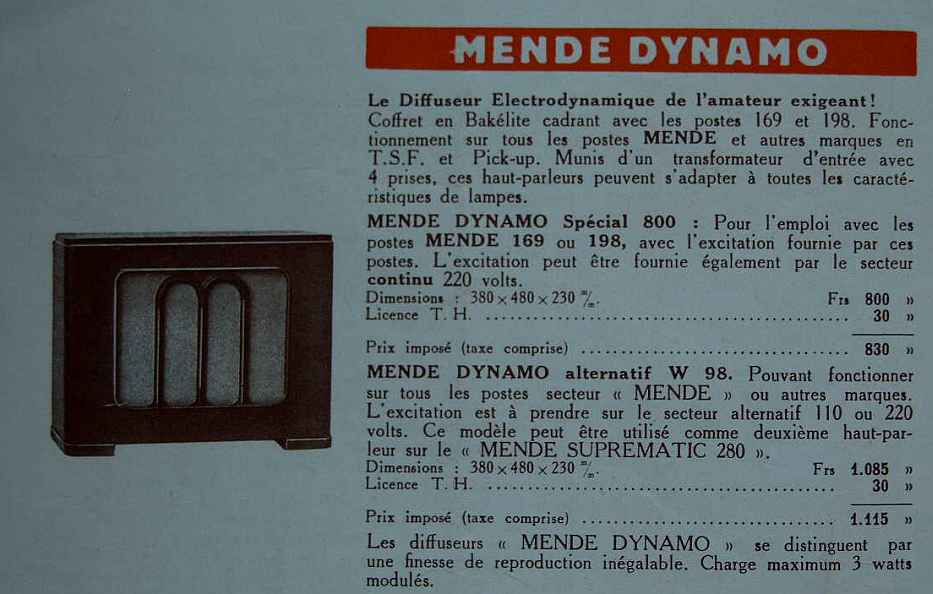 MENDE DYNAMO
Le Diffuseur Electrodynamique de l'amateur exigeant!
Coffret en Bakélite cadrant avec les postes 169 et 198. Fonc-
tionnement sur tous les postes MENDE et autres marques en
T.S.F. et Pick-up. Munis d'un transformateur d'entrée avec
4 prises, ces haut-parleurs peuvent s'adapter à toutes les caracté-
ristiques de lampes.
MENDE DYNAMO Spécial 800 : Pour l'emploi avec les
postes MENDE 169 ou 198, avec l'excitation fournie par ces
postes. L'excitation peut être fournie également par le secteur
continu 220 volts.
Dimensions : 380 × 480 × 230 m/m. Frs 800 »
Licence T. H. .................................................. 30 »
Prix imposé (taxe comprise) ................................. 830 »
MENDE DYNAMO alternatif W 98. Pouvant fonctionner
sur tous les postes secteur « MENDE » ou autres marques.
L'excitation est à prendre sur le secteur alternatif 110 ou 220
volts. Ce modèle peut être utilisé comme deuxième haut-par-
leur sur le « MENDE SUPREMATIC 280 ».
Dimensions : 380 × 480 × 230 m/m. Frs 1.085 »
Licence T. H. .................................................. 30 »
Prix imposé (taxe comprise) ................................. 1.115 »
Les diffuseurs « MENDE DYNAMO » se distinguent par
une finesse de reproduction inégalable. Charge maximum 3 watts
modulés.